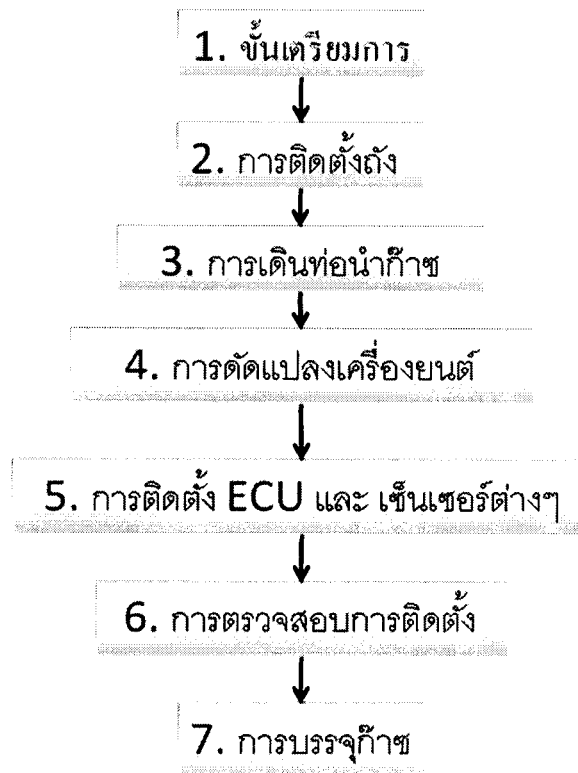 1. ขั้นเตรียมการ
2. การติดตั้งถัง
3. การเดินท่อนำก๊าซ
4. การดัดแปลงเครื่องยนต์
5. การติดตั้ง ECU และ เซ็นเซอร์ต่างๆ
6. การตรวจสอบการติดตั้ง
7. การบรรจุก๊าซ